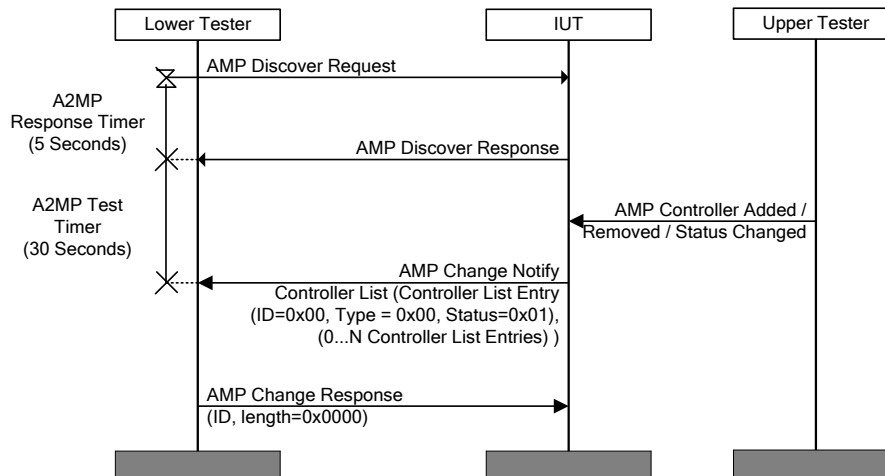 Lower Tester
IUT
Upper Tester
AMP Discover Request
A2MP
Response Timer
(5 Seconds)
AMP Discover Response
A2MP Test
Timer
(30 Seconds)
AMP Controller Added /
Removed / Status Changed
AMP Change Notify
Controller List (Controller List Entry
(ID=0x00, Type = 0x00, Status=0x01),
(0...N Controller List Entries) )
AMP Change Response
(ID, length=0x0000)